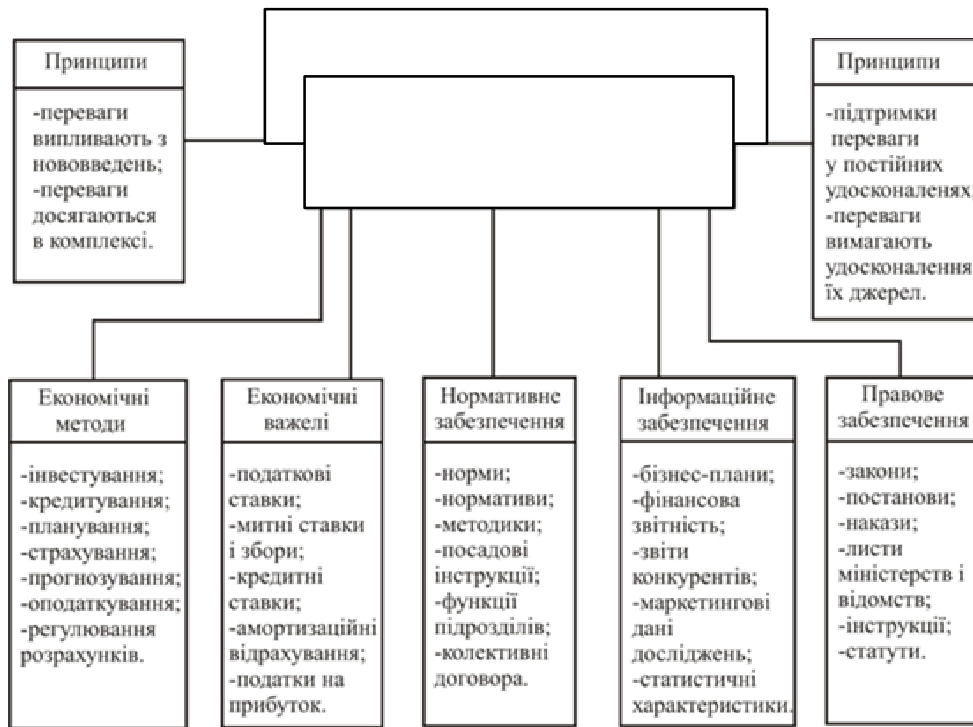 Принципи
-переваги
випливають з
нововведень;
-переваги
досягаються
в комплексі.
Принципи
-підтримки
переваги
у постійних
удосконаленях;
-переваги
вимагають
удосконалення
їх джерел.
Економічні
методи
-інвестування;
-кредитування;
-планування;
-страхування;
-прогнозування;
-оподаткування;
-регулювання
розрахунків.
Економічні
важелі
-податкові
ставки;
-митні ставки
і збори;
-кредитні
ставки;
-амортизаційні
відрахування;
-податки на
прибуток.
Нормативне
забезпечення
-норми;
-нормативи;
-методики;
-посадові
інструкції;
-функції
підрозділів;
-колективні
договора.
Інформаційне
забезпечення
-бізнес-плани;
-фінансова
звітність;
-звіти
конкурентів;
-маркетингові
дані
досліджень;
-статистичні
характеристики.
Правове
забезпечення
-закони;
-постанови;
-накази;
-листи
міністерств і
відомств;
-інструкції;
-статути.